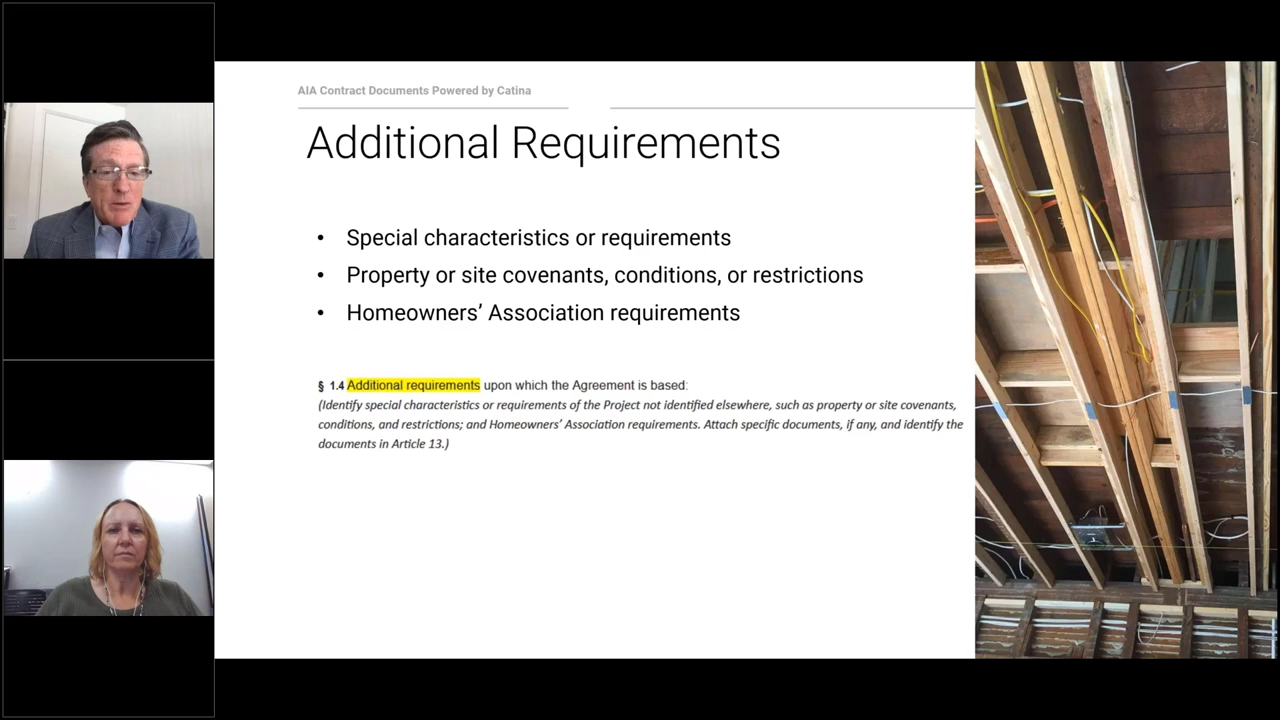 AIA Contract Documents Powered by Catina
Additional Requirements
• Special characteristics or requirements
• Property or site covenants, conditions, or restrictions
• Homeowners’ Association requirements
§ 1.4 Additional requirements upon which the Agreement is based:
(Identify special characteristics or requirements of the Project not identified elsewhere, such as property or site covenants,
conditions, and restrictions; and Homeowners’ Association requirements. Attach specific documents, if any, and identify the
documents in Article 13.)